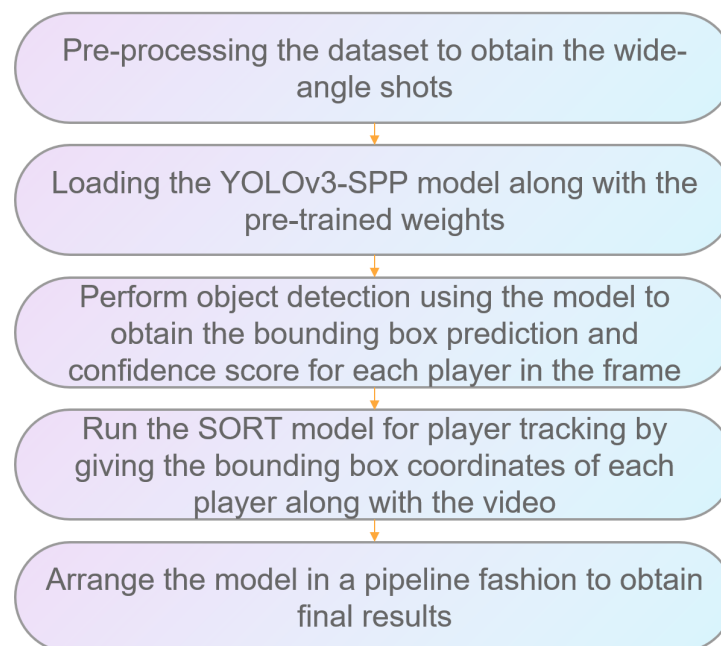 Pre-processing the dataset to obtain the wide-
angle shots
Loading the YOLOv3-SPP model along with the
pre-trained weights
Perform object detection using the model to
obtain the bounding box prediction and
confidence score for each player in the frame
Run the SORT model for player tracking by
giving the bounding box coordinates of each
player along with the video
Arrange the model in a pipeline fashion to obtain
final results